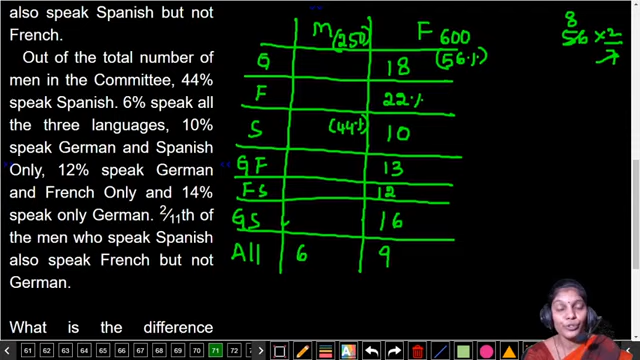 also speak Spanish but not
French.
Out of the total number of
men in the Committee, 44%
speak Spanish. 6% speak all
the three languages, 10%
speak German and Spanish
Only, 12% speak German
and French Only and 14%
speak only German. 2/11th of
the men who speak Spanish
also speak French but not
German.
What is the difference
M(250) F 600
(56%)
G 18
F 22%
S (44%) 10
GF 13
FS 12
GS 16
All 6 9
8
56 × 2/7
61 62 63 64 65 66 67 68 69 70 71 72 73 74 75 76 77 78 7